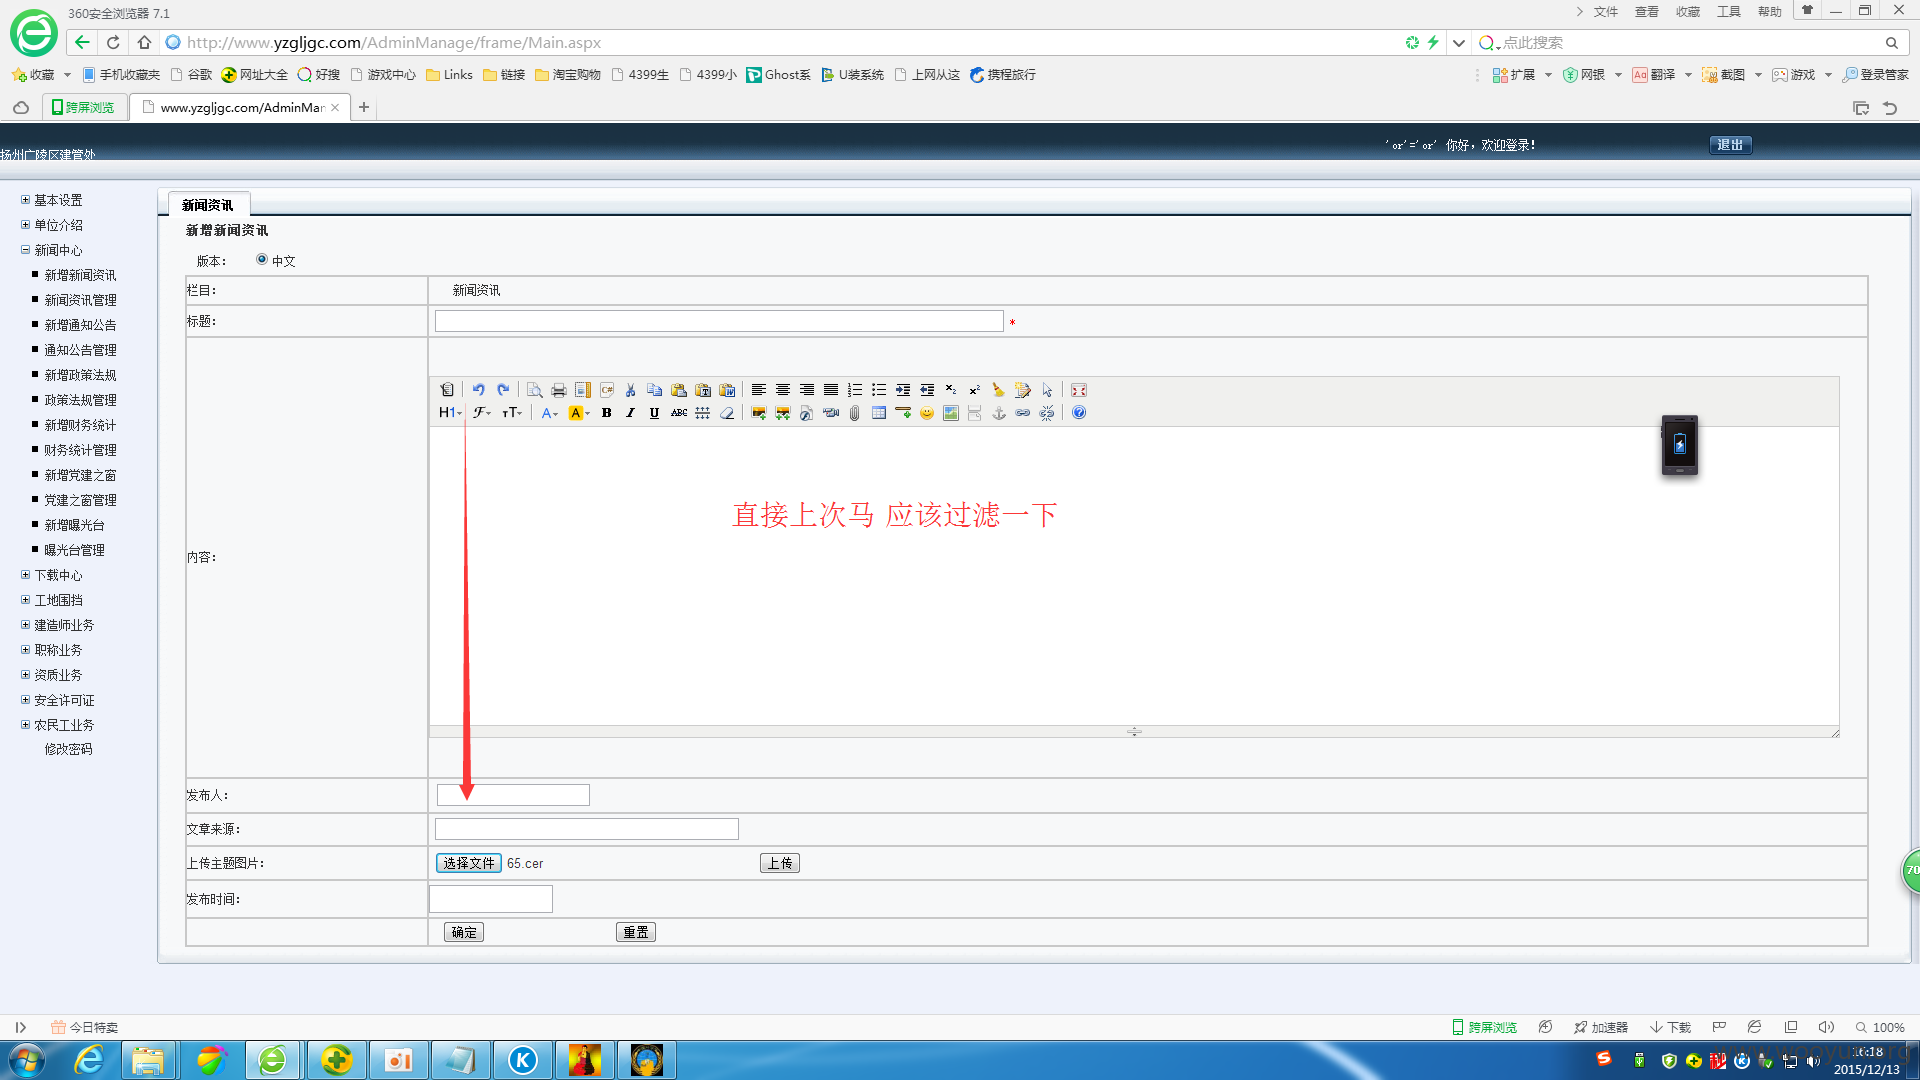 360安全浏览器 7.1
文件 查看 收藏 工具 帮助
http://www.yzgljgc.com/AdminManage/frame/Main.aspx
点此搜索
收藏 手机收藏夹 谷歌 网址大全 好搜 游戏中心 Links 链接 淘宝购物 4399生 4399小 Ghost系 U装系统 上网从这 携程旅行
扩展 网银 翻译 截图 游戏 登录管家
跨屏浏览
www.yzgljgc.com/AdminMar
扬州广陵区建管处
'or'='or' 你好，欢迎登录！
退出
基本设置
单位介绍
新闻中心
新增新闻资讯
新闻资讯管理
新增通知公告
通知公告管理
新增政策法规
政策法规管理
新增财务统计
财务统计管理
新增党建之窗
党建之窗管理
新增曝光台
曝光台管理
下载中心
工地围挡
建造师业务
职称业务
资质业务
安全许可证
农民工业务
修改密码
新闻资讯
新增新闻资讯
版本： 中文
栏目： 新闻资讯
标题： *
内容：
直接上次马 应该过滤一下
发布人：
文章来源：
上传主题图片： 选择文件 65.cer 上传
发布时间：
确定 重置
今日特卖
跨屏浏览 加速器 下载 100%
16:18
2015/12/13